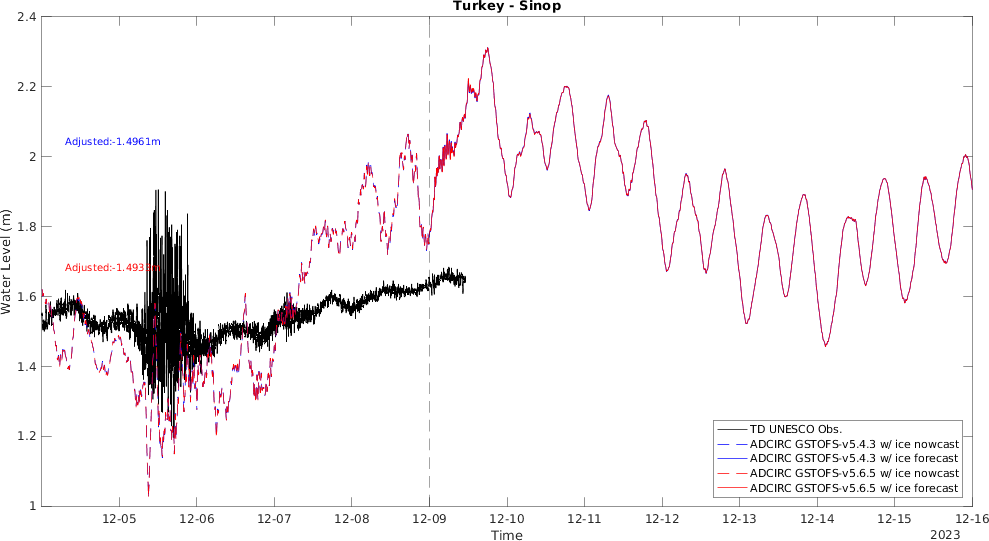 Turkey - Sinop
2.4
2.2
2
1.8
1.6
1.4
1.2
1
Water Level (m)
Adjusted:-1.4961m
TD UNESCO Obs.
ADCIRC GSTOFS-v5.4.3 w/ ice nowcast
ADCIRC GSTOFS-v5.4.3 w/ ice forecast
ADCIRC GSTOFS-v5.6.5 w/ ice nowcast
ADCIRC GSTOFS-v5.6.5 w/ ice forecast
12-05 12-06 12-07 12-08 12-09 12-10 12-11 12-12 12-13 12-14 12-15 12-16
Time
2023